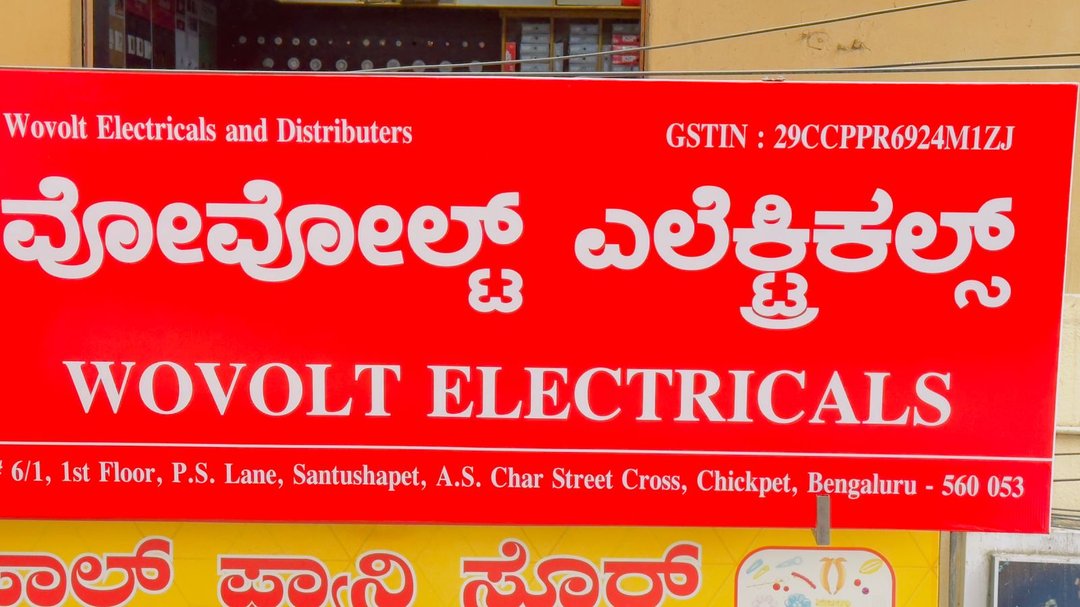 Wovolt Electricals and Distributers
GSTIN : 29CCPPR6924M1ZJ
ವೋವೋಲ್ಟ್ ಎಲೆಕ್ಟ್ರಿಕಲ್ಸ್
WOVOLT ELECTRICALS
# 6/1, 1st Floor, P.S. Lane, Santushapet, A.S. Char Street Cross, Chickpet, Bengaluru - 560 053
ಫ್ಯಾನ್ಸಿ ಸ್ಟೋರ್